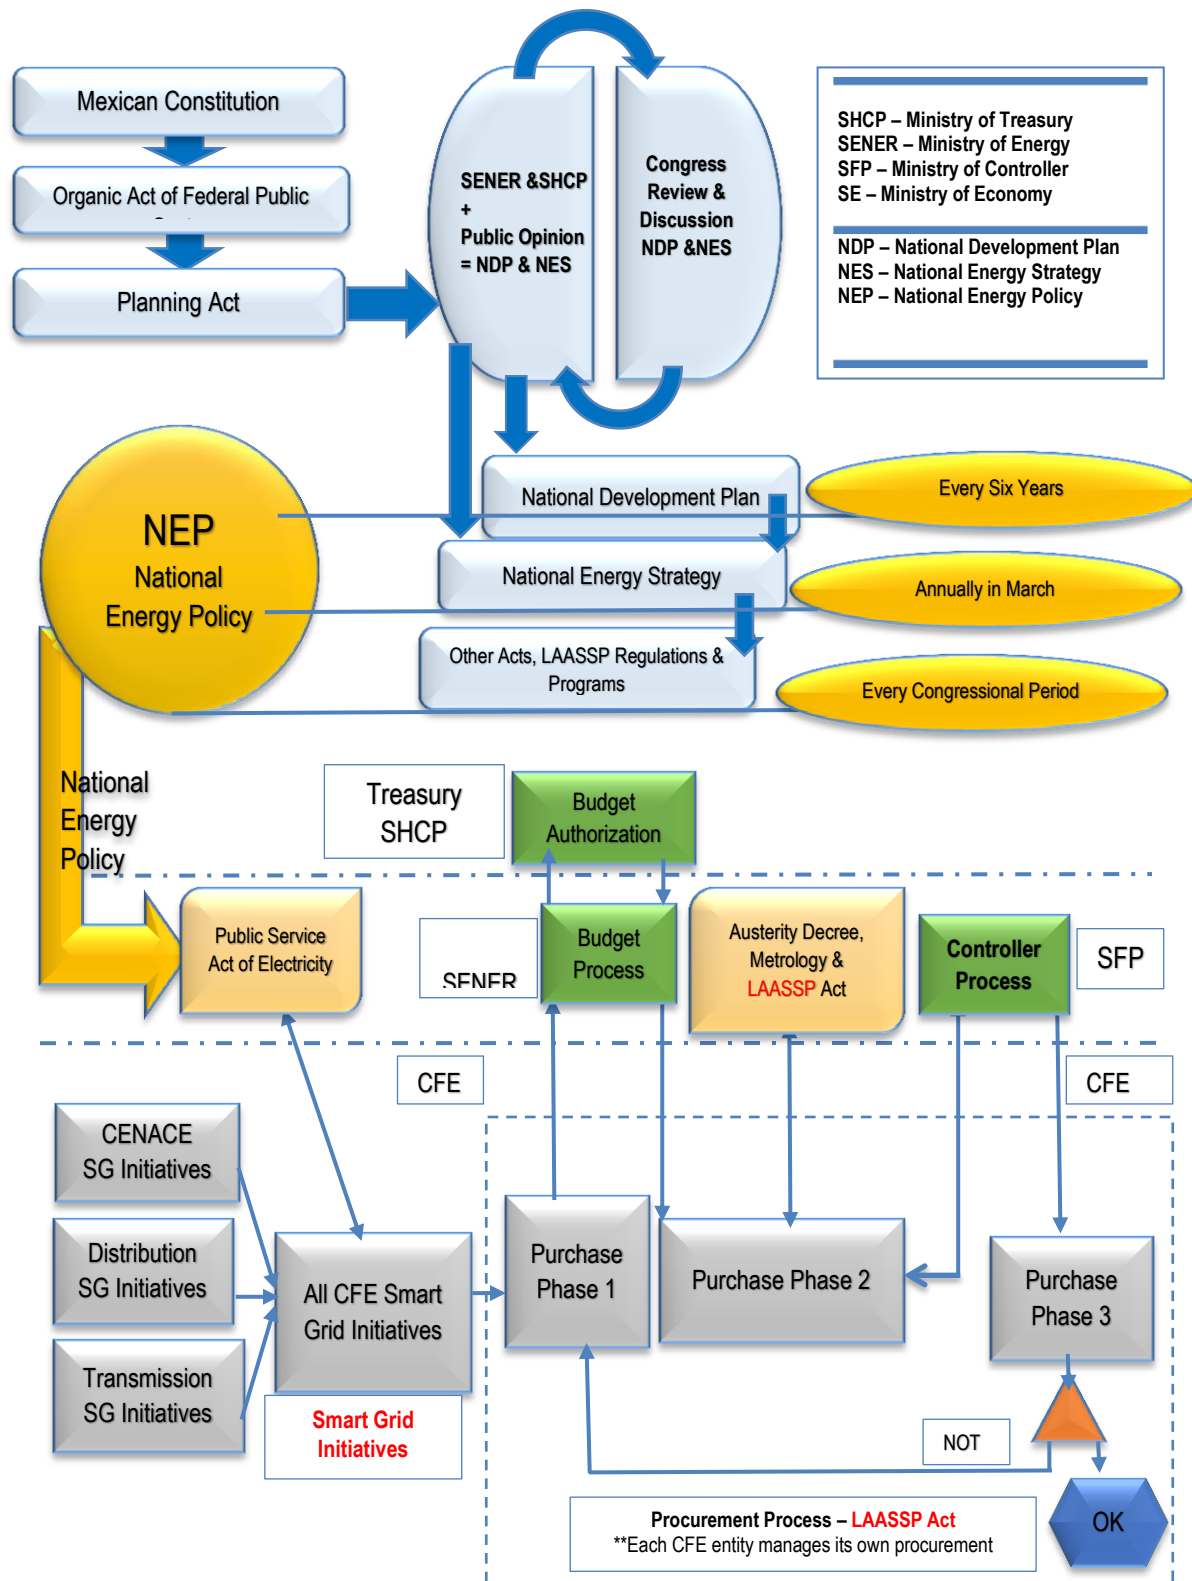 Mexican Constitution
Organic Act of Federal Public
Planning Act
SENER &SHCP
+
Public Opinion
= NDP & NES
Congress
Review &
Discussion
NDP &NES
SHCP – Ministry of Treasury
SENER – Ministry of Energy
SFP – Ministry of Controller
SE – Ministry of Economy
NDP – National Development Plan
NES – National Energy Strategy
NEP – National Energy Policy
NEP
National
Energy Policy
National Development Plan
National Energy Strategy
Other Acts, LAASSP Regulations &
Programs
Every Six Years
Annually in March
Every Congressional Period
National
Energy
Policy
Treasury
SHCP
Budget
Authorization
Public Service
Act of Electricity
SENER
Budget
Process
Austerity Decree,
Metrology &
LAASSP Act
Controller
Process
SFP
CFE
CFE
CENACE
SG Initiatives
Distribution
SG Initiatives
Transmission
SG Initiatives
All CFE Smart
Grid Initiatives
Smart Grid
Initiatives
Purchase
Phase 1
Purchase Phase 2
Purchase
Phase 3
NOT
OK
Procurement Process – LAASSP Act
**Each CFE entity manages its own procurement